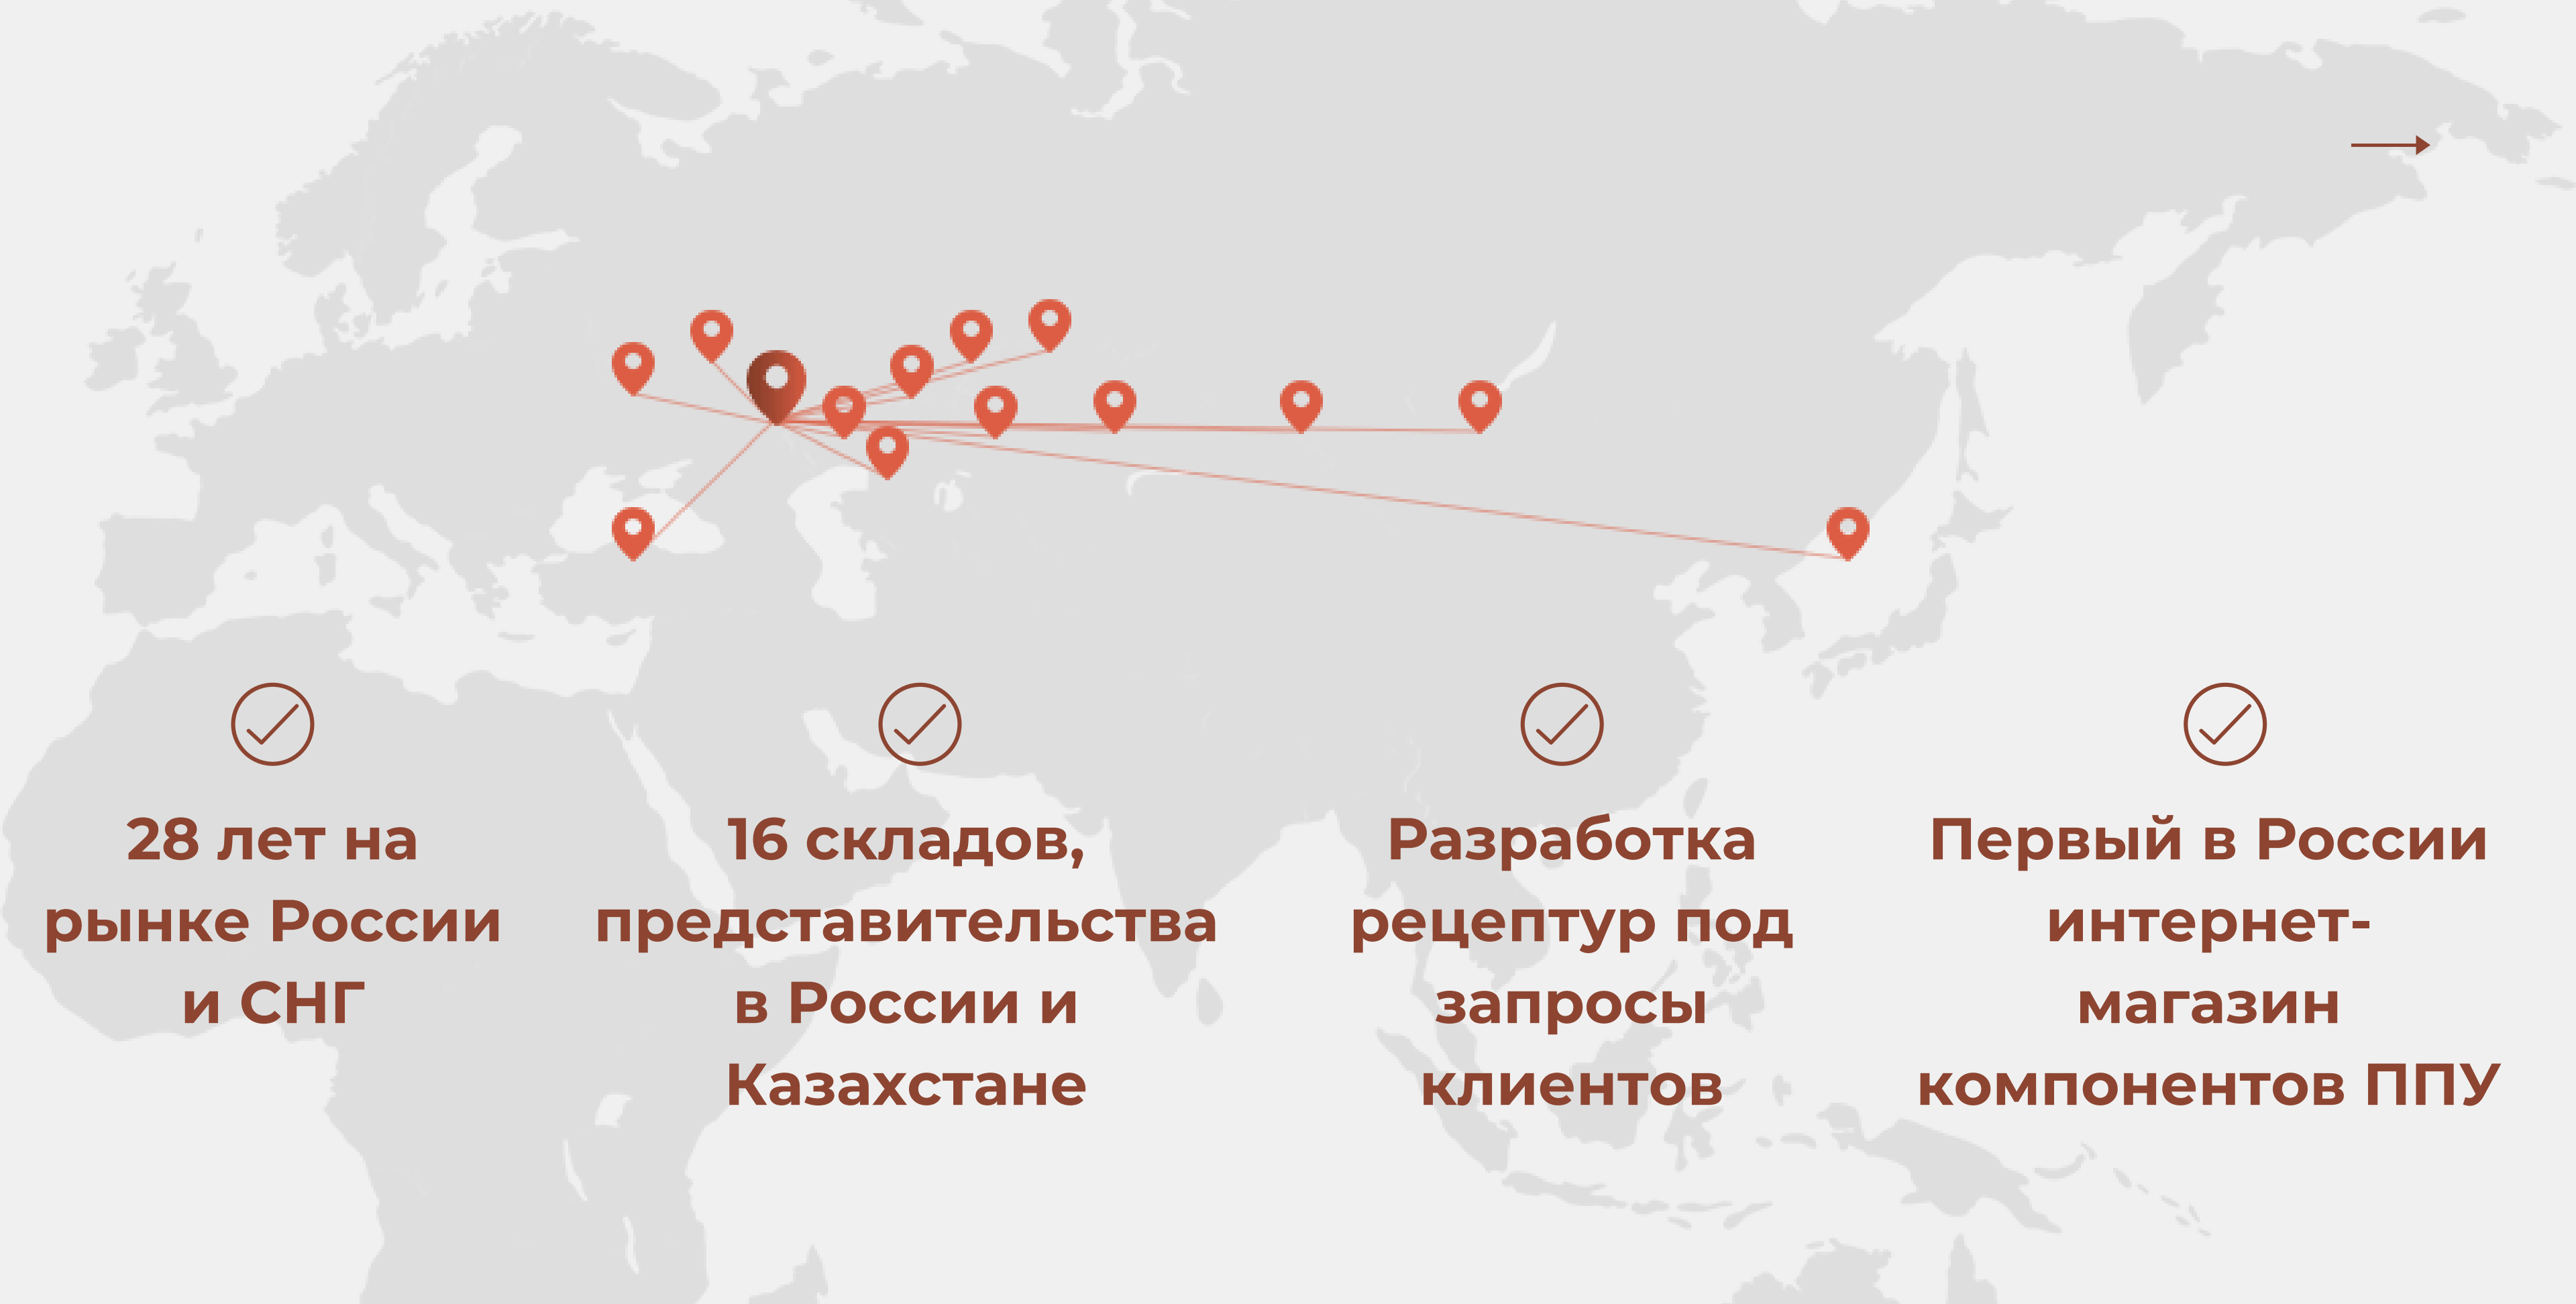 28 лет на
рынке России
и СНГ
16 складов,
представительства
в России и
Казахстане
Разработка
рецептур под
запросы
клиентов
Первый в России
интернет-
магазин
компонентов ППУ